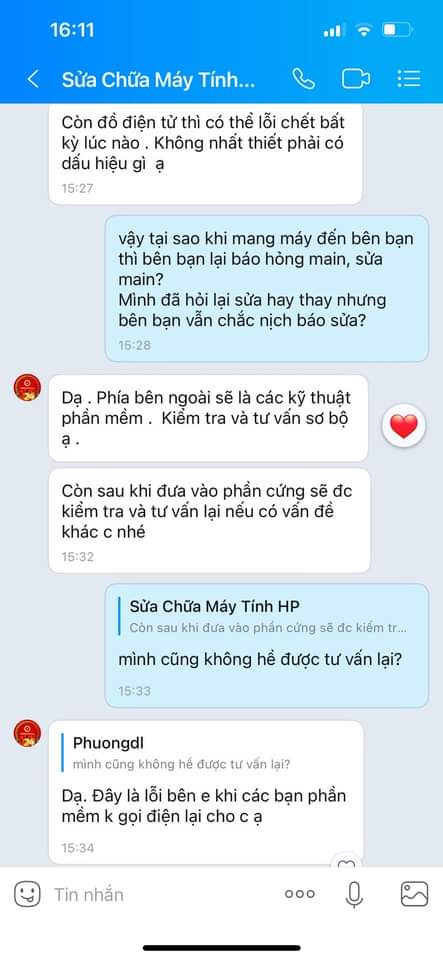 16:11
Sửa Chữa Máy Tính...
Còn đồ điện tử thì có thể lỗi chết bất
kỳ lúc nào . Không nhất thiết phải có
dấu hiệu gì ạ
15:27
vậy tại sao khi mang máy đến bên bạn
thì bên bạn lại báo hỏng main, sửa
main?
Mình đã hỏi lại sửa hay thay nhưng
bên bạn vẫn chắc nịch báo sửa?
15:28
Dạ . Phía bên ngoài sẽ là các kỹ thuật
phần mềm . Kiểm tra và tư vấn sơ bộ
ạ .
Còn sau khi đưa vào phần cứng sẽ đc
kiểm tra và tư vấn lại nếu có vấn đề
khác c nhé
15:32
Sửa Chữa Máy Tính HP
Còn sau khi đưa vào phần cứng sẽ đc kiểm tr...
mình cũng không hề được tư vấn lại?
15:33
Phuongdl
mình cũng không hề được tư vấn lại?
Dạ. Đây là lỗi bên e khi các bạn phần
mềm k gọi điện lại cho c ạ
15:34
Tin nhắn